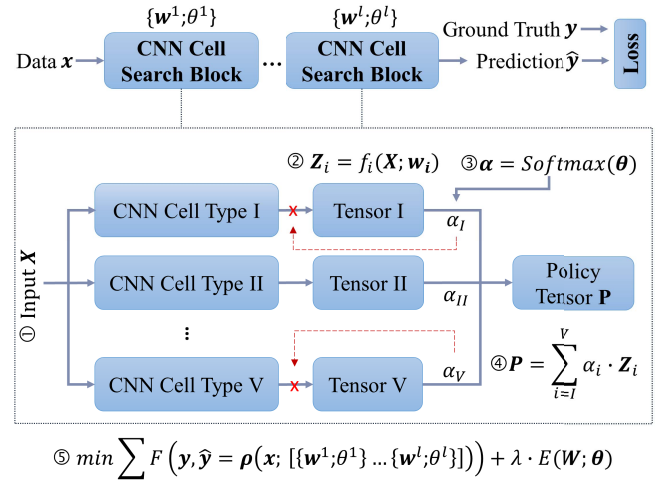 {𝒘¹;θ¹}
{𝒘ˡ;θˡ}
Data 𝒙
CNN Cell Search Block
...
CNN Cell Search Block
Ground Truth 𝒚
Prediction ŷ
Loss
② 𝒁ᵢ = 𝑓ᵢ(𝑿; 𝒘ᵢ)
③ 𝜶 = 𝑆𝑜𝑓𝑡𝑚𝑎𝑥(𝜽)
① Input 𝑿
CNN Cell Type I
x
Tensor I
α_I
CNN Cell Type II
Tensor II
α_II
Policy Tensor P
...
CNN Cell Type V
x
Tensor V
α_V
④ 𝑷 = ∑_{i=I}^{V} αᵢ · 𝒁ᵢ
⑤ min ∑ F (𝒚, ŷ = 𝝆(𝒙; [{𝒘¹;θ¹} … {𝒘ˡ;θˡ}])) + λ · E(𝑾; 𝜽)